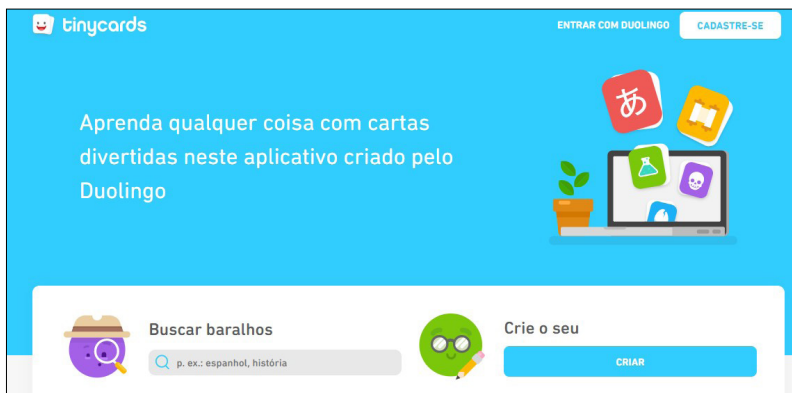 tinycards
ENTRAR COM DUOLINGO
CADASTRE-SE
Aprenda qualquer coisa com cartas
divertidas neste aplicativo criado pelo
Duolingo
あ
Buscar baralhos
p. ex.: espanhol, história
Crie o seu
CRIAR